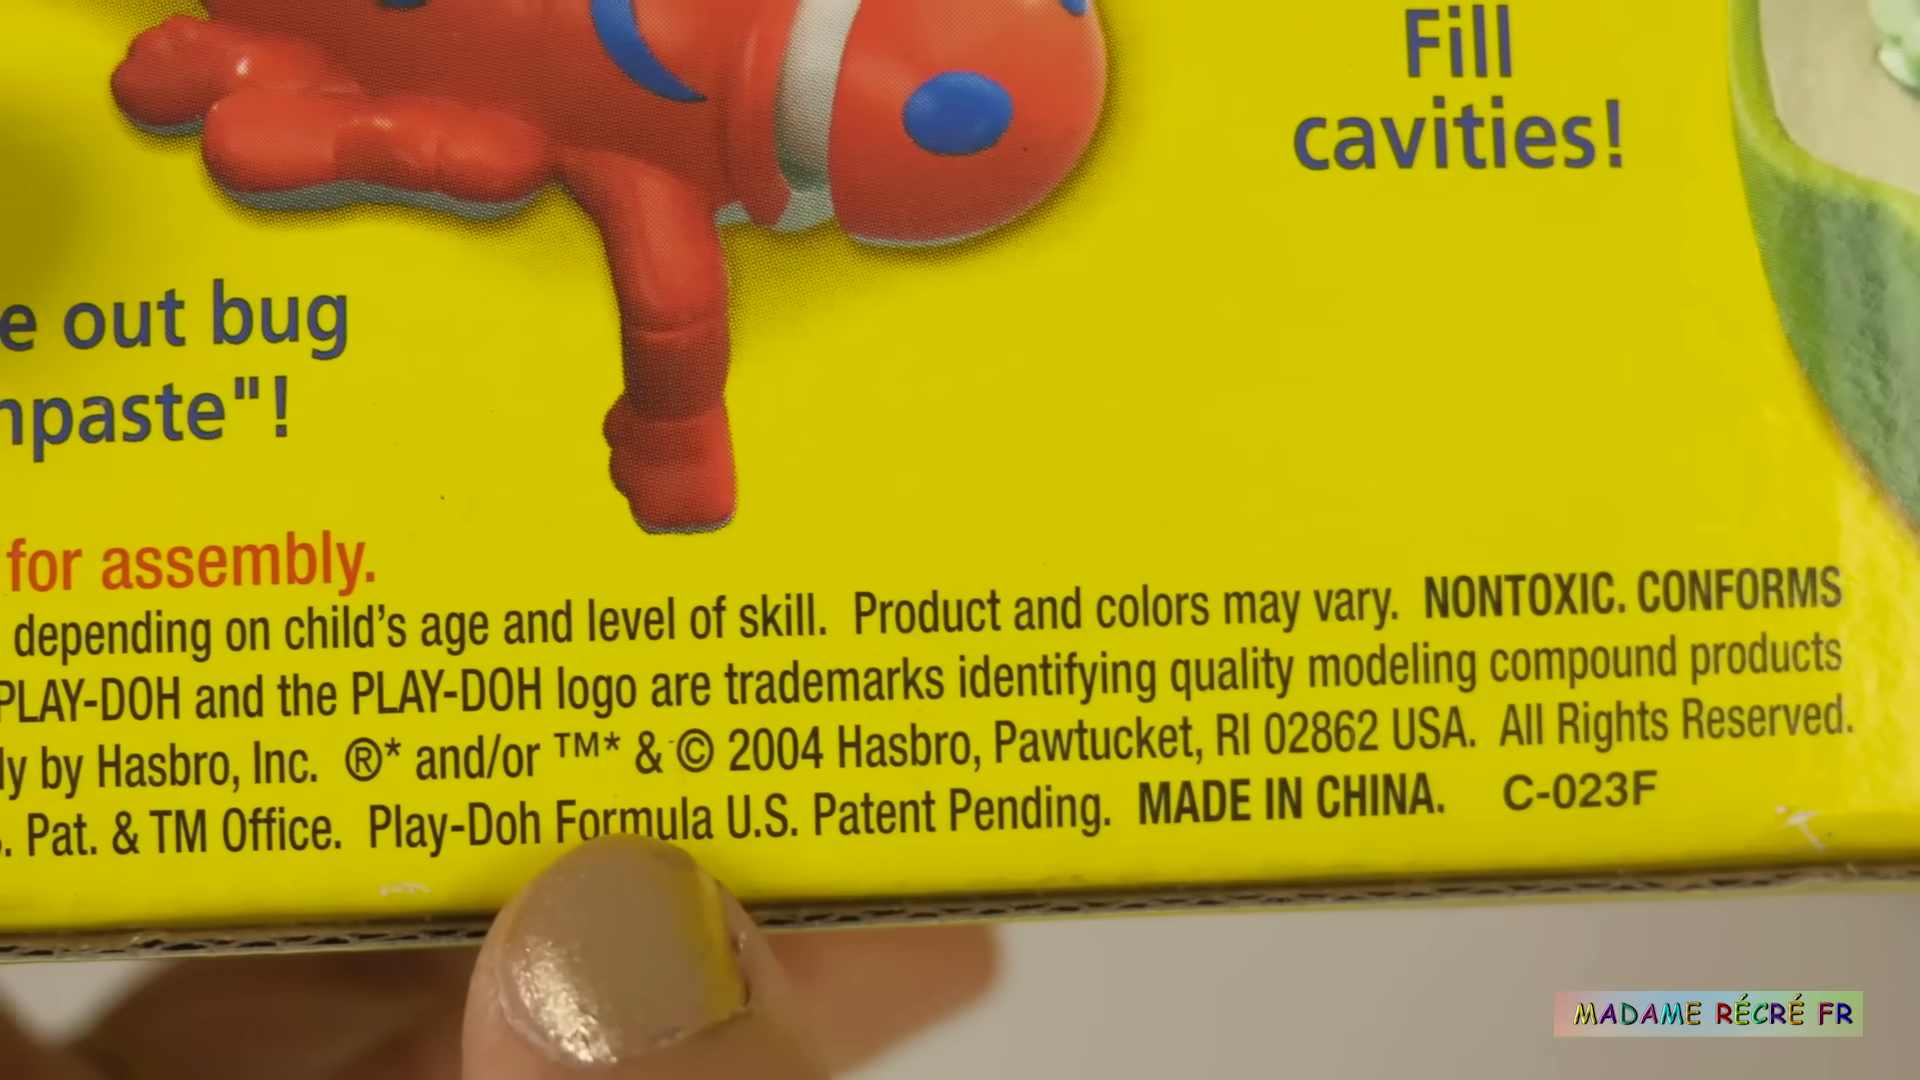 Fill
cavities!
e out bug
npaste"!
for assembly.
depending on child's age and level of skill. Product and colors may vary. NONTOXIC. CONFORMS
PLAY-DOH and the PLAY-DOH logo are trademarks identifying quality modeling compound products
ly by Hasbro, Inc. ®* and/or ™* & © 2004 Hasbro, Pawtucket, RI 02862 USA. All Rights Reserved.
. Pat. & TM Office. Play-Doh Formula U.S. Patent Pending. MADE IN CHINA. C-023F
MADAME RÉCRÉ FR